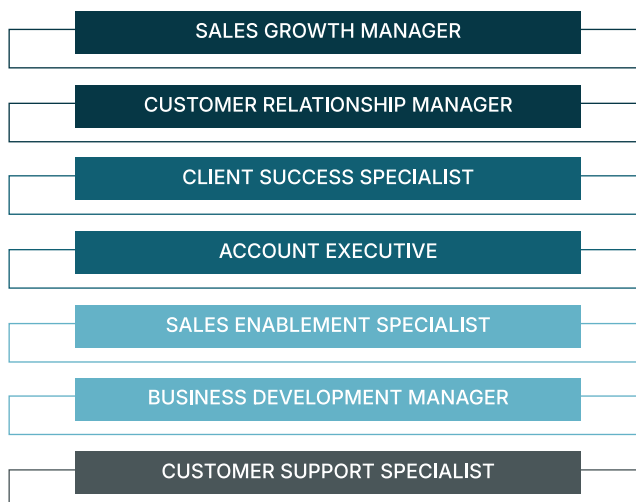 SALES GROWTH MANAGER
CUSTOMER RELATIONSHIP MANAGER
CLIENT SUCCESS SPECIALIST
ACCOUNT EXECUTIVE
SALES ENABLEMENT SPECIALIST
BUSINESS DEVELOPMENT MANAGER
CUSTOMER SUPPORT SPECIALIST